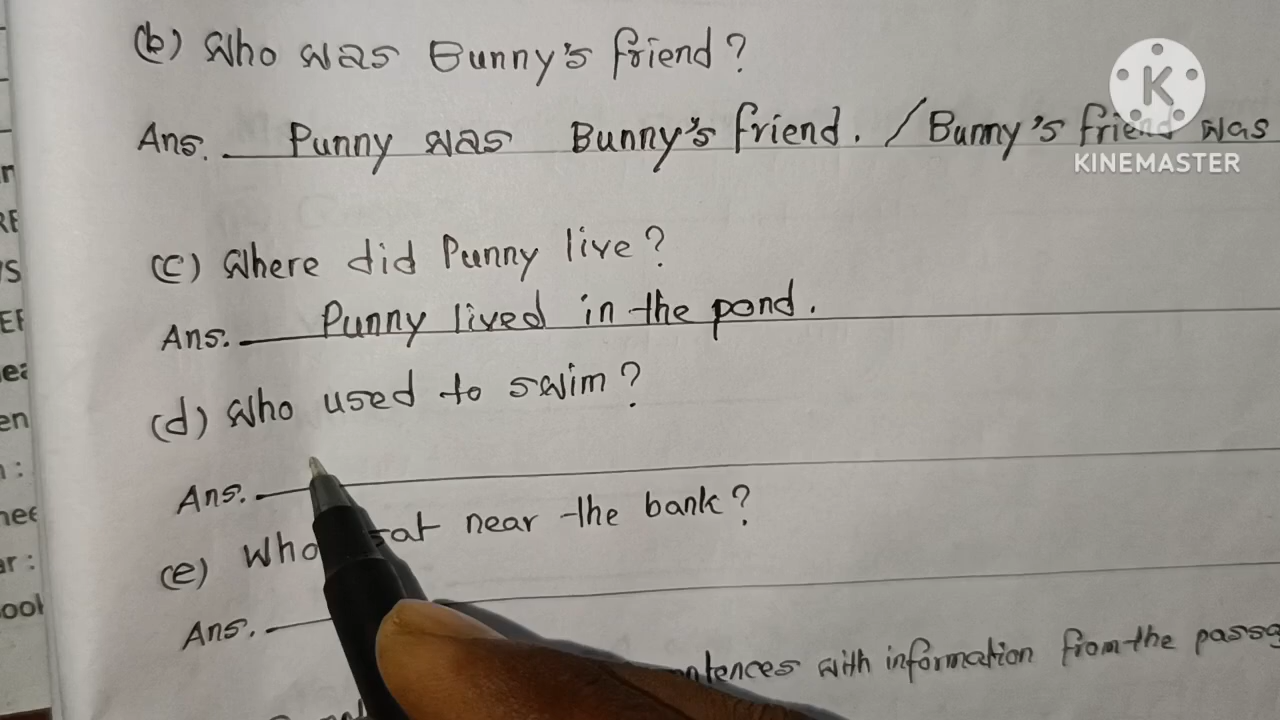 (b) Who was Bunny's friend?
Ans. Punny was Bunny's friend. / Bunny's friend was
K
KINEMASTER
(c) Where did Punny live?
Ans. Punny lived in the pond.
(d) Who used to swim?
Ans.
(e) Who sat near the bank?
Ans.
with information from the